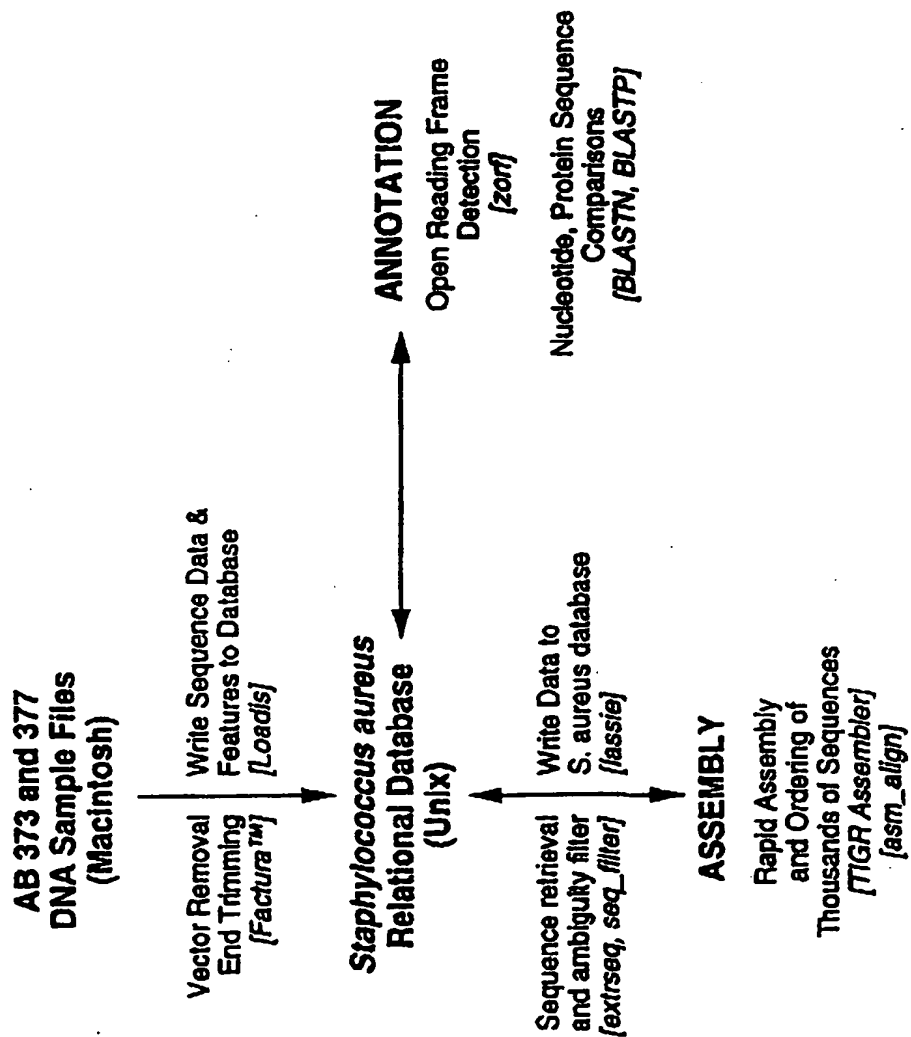 AB 373 and 377
DNA Sample Files
(Macintosh)
Vector Removal
End Trimming
[Factura™]
Write Sequence Data &
Features to Database
[Loadis]
Staphylococcus aureus
Relational Database
(Unix)
ANNOTATION
Open Reading Frame
Detection
[zorf]
Nucleotide, Protein Sequence
Comparisons
[BLASTN, BLASTP]
Sequence retrieval
and ambiguity filter
[extrseq, seq_filter]
Write Data to
S. aureus database
[lassie]
ASSEMBLY
Rapid Assembly
and Ordering of
Thousands of Sequences
[TIGR Assembler]
[asm_align]